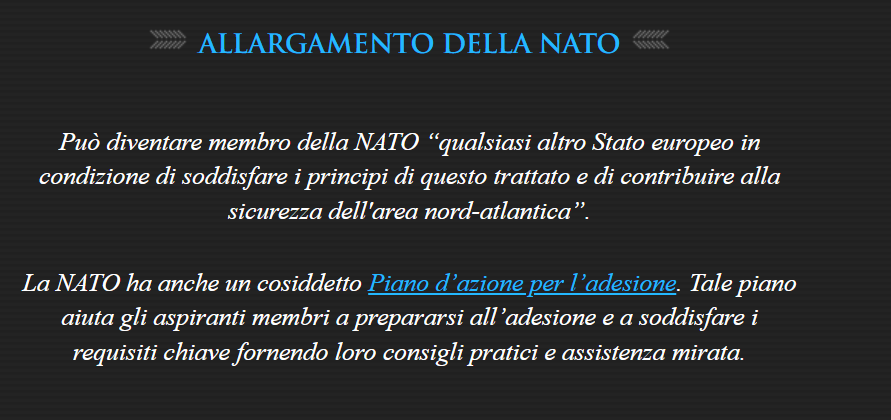 ALLARGAMENTO DELLA NATO
Può diventare membro della NATO “qualsiasi altro Stato europeo in
condizione di soddisfare i principi di questo trattato e di contribuire alla
sicurezza dell'area nord-atlantica”.
La NATO ha anche un cosiddetto Piano d’azione per l’adesione. Tale piano
aiuta gli aspiranti membri a prepararsi all’adesione e a soddisfare i
requisiti chiave fornendo loro consigli pratici e assistenza mirata.